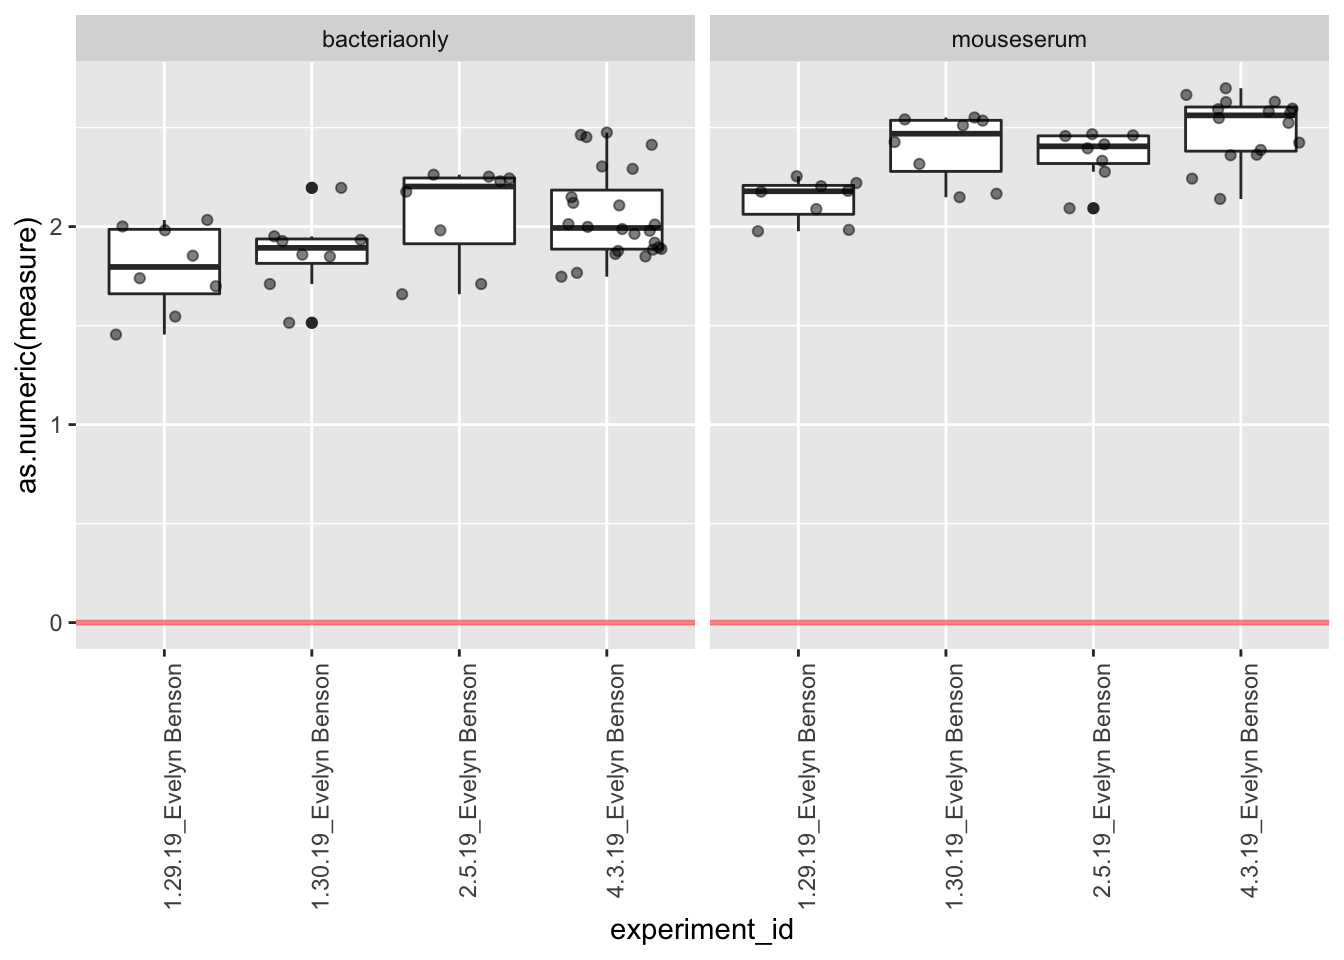 bacteriaonly
mouseserum
as.numeric(measure)
2
1
0
1.29.19_Evelyn Benson
1.30.19_Evelyn Benson
2.5.19_Evelyn Benson
4.3.19_Evelyn Benson
1.29.19_Evelyn Benson
1.30.19_Evelyn Benson
2.5.19_Evelyn Benson
4.3.19_Evelyn Benson
experiment_id